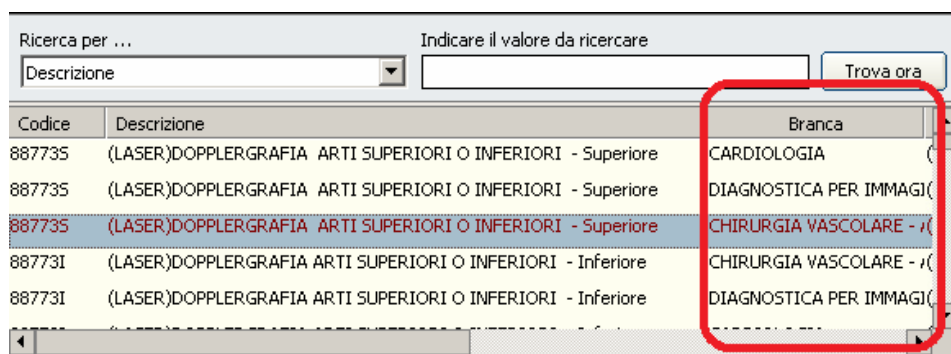 Ricerca per ... Indicare il valore da ricercare
Descrizione Trova ora
Codice Descrizione Branca
88773S (LASER)DOPPLERGRAFIA ARTI SUPERIORI O INFERIORI - Superiore CARDIOLOGIA (
88773S (LASER)DOPPLERGRAFIA ARTI SUPERIORI O INFERIORI - Superiore DIAGNOSTICA PER IMMAGI(
88773S (LASER)DOPPLERGRAFIA ARTI SUPERIORI O INFERIORI - Superiore CHIRURGIA VASCOLARE - (
88773I (LASER)DOPPLERGRAFIA ARTI SUPERIORI O INFERIORI - Inferiore CHIRURGIA VASCOLARE - (
88773I (LASER)DOPPLERGRAFIA ARTI SUPERIORI O INFERIORI - Inferiore DIAGNOSTICA PER IMMAGI(